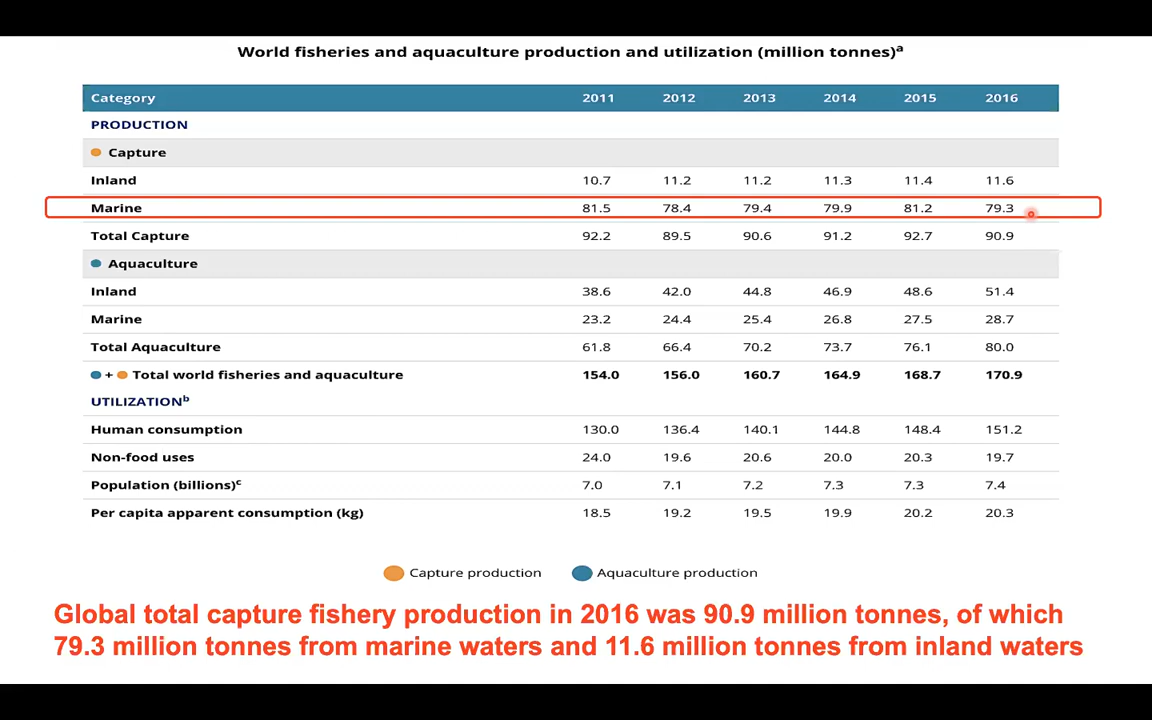 World fisheries and aquaculture production and utilization (million tonnes)a
Category 2011 2012 2013 2014 2015 2016
PRODUCTION
Capture
Inland 10.7 11.2 11.2 11.3 11.4 11.6
Marine 81.5 78.4 79.4 79.9 81.2 79.3
Total Capture 92.2 89.5 90.6 91.2 92.7 90.9
Aquaculture
Inland 38.6 42.0 44.8 46.9 48.6 51.4
Marine 23.2 24.4 25.4 26.8 27.5 28.7
Total Aquaculture 61.8 66.4 70.2 73.7 76.1 80.0
+ Total world fisheries and aquaculture 154.0 156.0 160.7 164.9 168.7 170.9
UTILIZATIONb
Human consumption 130.0 136.4 140.1 144.8 148.4 151.2
Non-food uses 24.0 19.6 20.6 20.0 20.3 19.7
Population (billions)c 7.0 7.1 7.2 7.3 7.3 7.4
Per capita apparent consumption (kg) 18.5 19.2 19.5 19.9 20.2 20.3
Capture production Aquaculture production
Global total capture fishery production in 2016 was 90.9 million tonnes, of which
79.3 million tonnes from marine waters and 11.6 million tonnes from inland waters